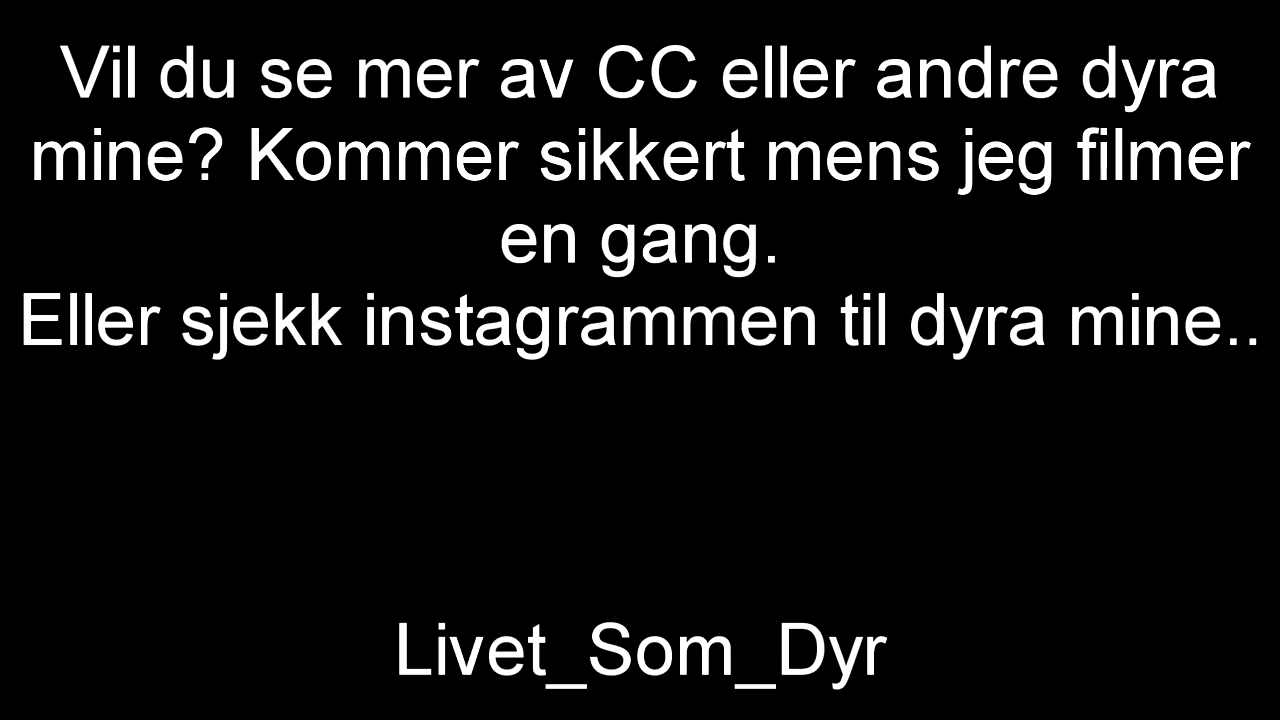 Vil du se mer av CC eller andre dyra
mine? Kommer sikkert mens jeg filmer
en gang.
Eller sjekk instagrammen til dyra mine..
Livet_Som_Dyr